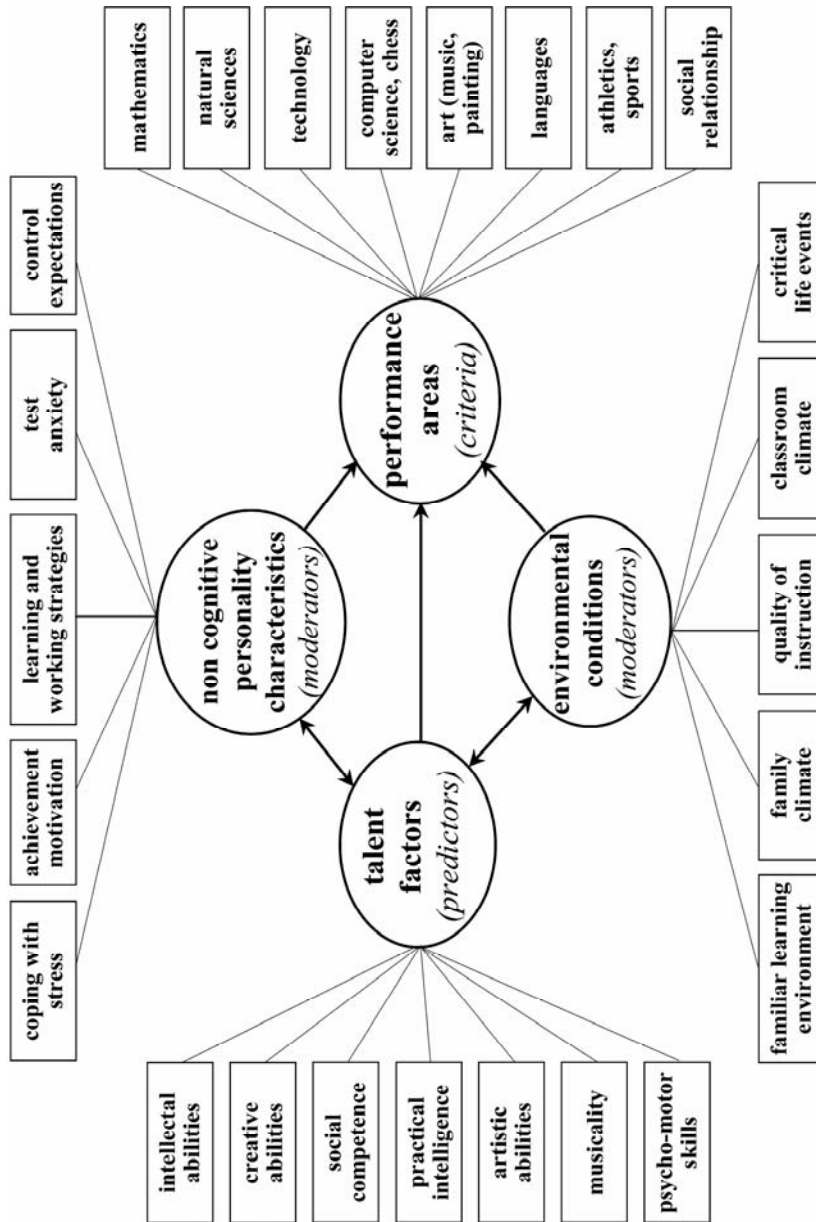 coping with
stress
achievement
motivation
learning and
working strategies
test
anxiety
control
expectations
intellectal
abilities
creative
abilities
social
competence
practical
intelligence
artistic
abilities
musicality
psycho-motor
skills
non cognitive
personality
characteristics
(moderators)
talent
factors
(predictors)
performance
areas
(criteria)
environmental
conditions
(moderators)
mathematics
natural
sciences
technology
computer
science, chess
art (music,
painting)
languages
athletics,
sports
social
relationship
familiar learning
environment
family
climate
quality of
instruction
classroom
climate
critical
life events